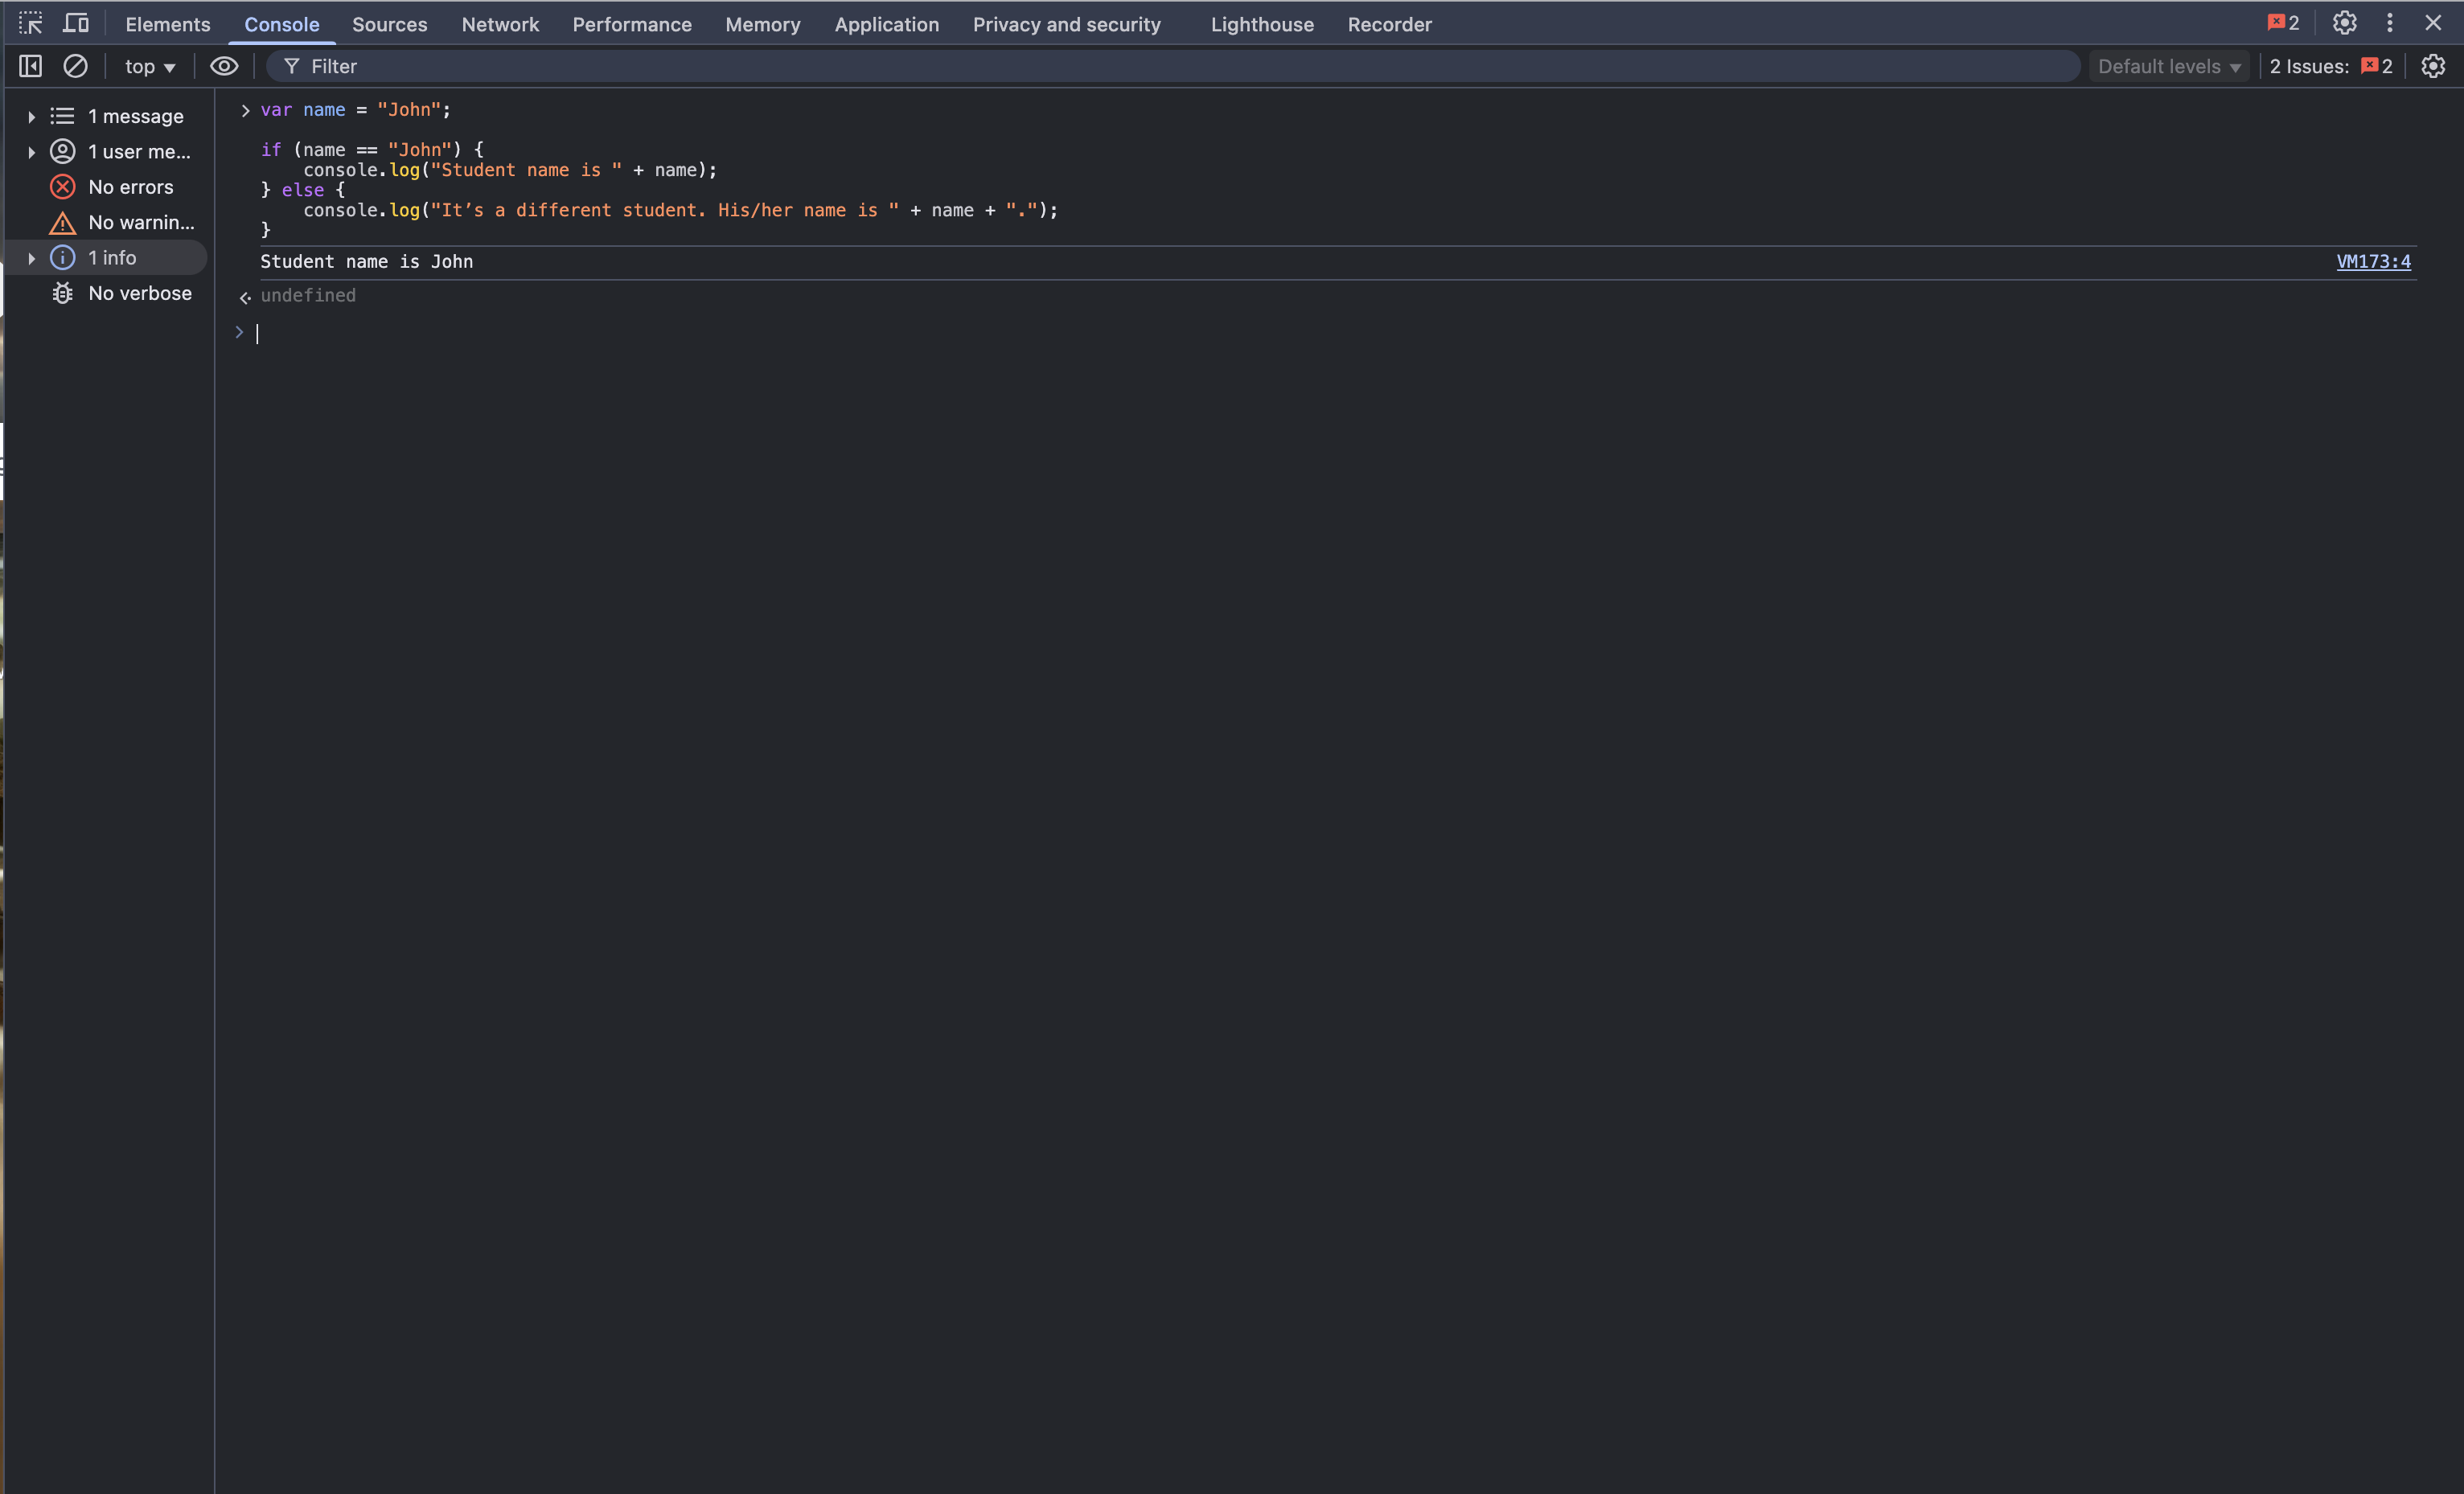 Elements Console Sources Network Performance Memory Application Privacy and security Lighthouse Recorder 2
top Filter Default levels 2 Issues: 2
1 message
1 user me...
No errors
No warnin...
1 info
No verbose
> var name = "John";
if (name == "John") {
    console.log("Student name is " + name);
} else {
    console.log("It’s a different student. His/her name is " + name + ".");
}
Student name is John VM173:4
undefined
>